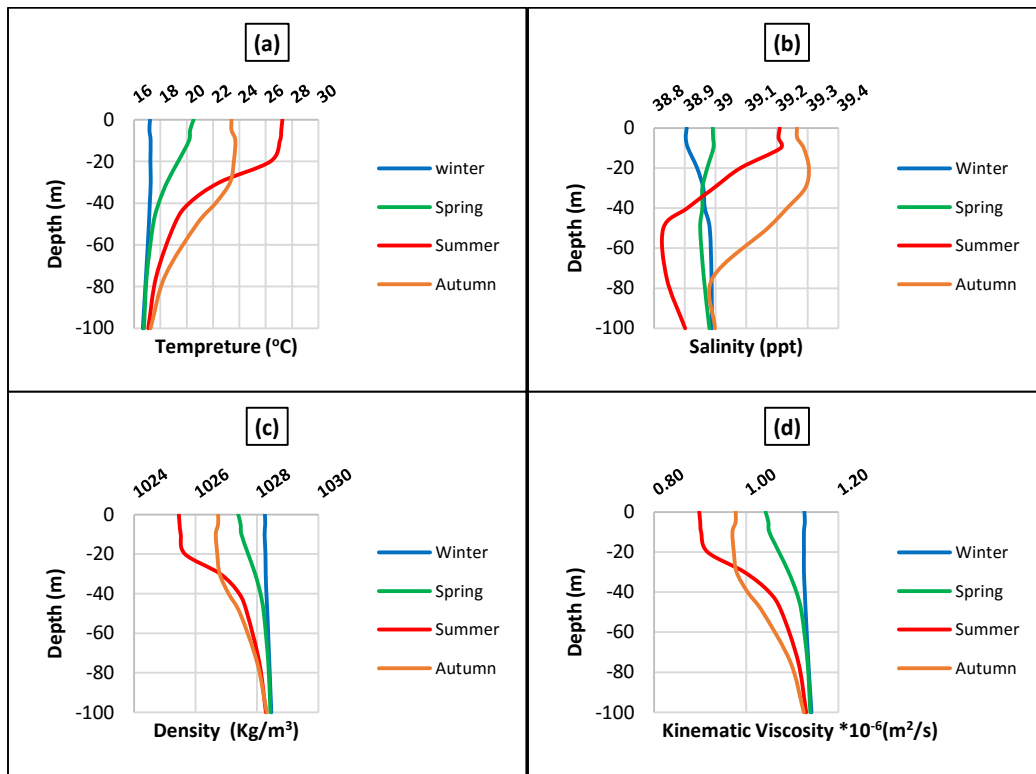 (a)
16 18 20 22 24 26 28 30
0
-20
-40
-60
-80
-100
Depth (m)
Tempreture (°C)
winter
Spring
Summer
Autumn
(b)
38.8 38.9 39 39.1 39.2 39.3 39.4
0
-20
-40
-60
-80
-100
Depth (m)
Salinity (ppt)
Winter
Spring
Summer
Autumn
(c)
1024 1026 1028 1030
0
-20
-40
-60
-80
-100
Depth (m)
Density (Kg/m³)
Winter
Spring
Summer
Autumn
(d)
0.80 1.00 1.20
0
-20
-40
-60
-80
-100
Depth (m)
Kinematic Viscosity *10⁻⁶(m²/s)
Winter
Spring
Summer
Autumn